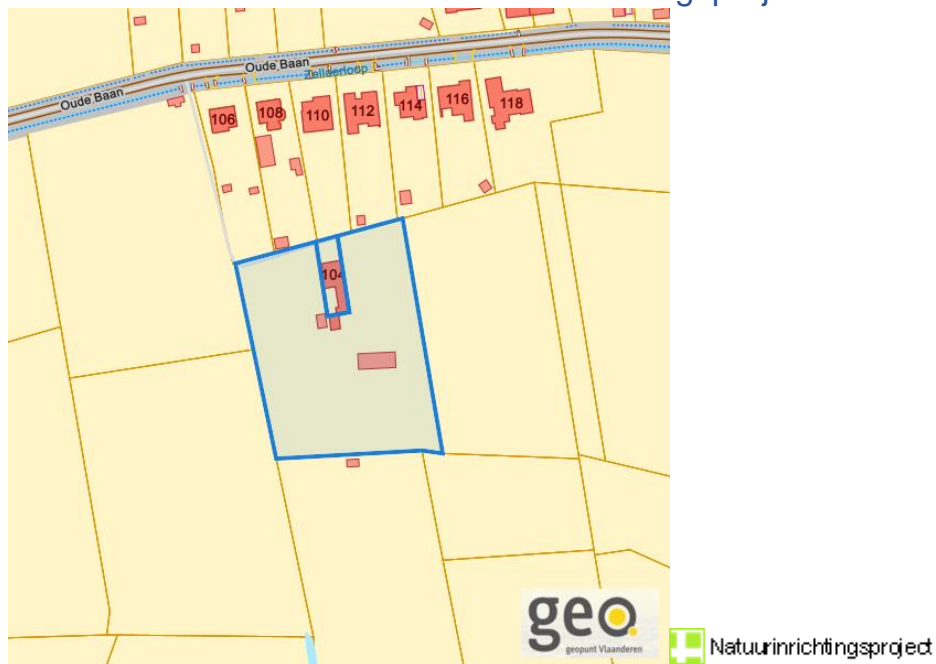 Oude Baan
Oude Baan
Zellaerloop
106
108
110
112
114
116
118
104
geo.
geopunt Vlaanderen
Natuurinrichtingsproject